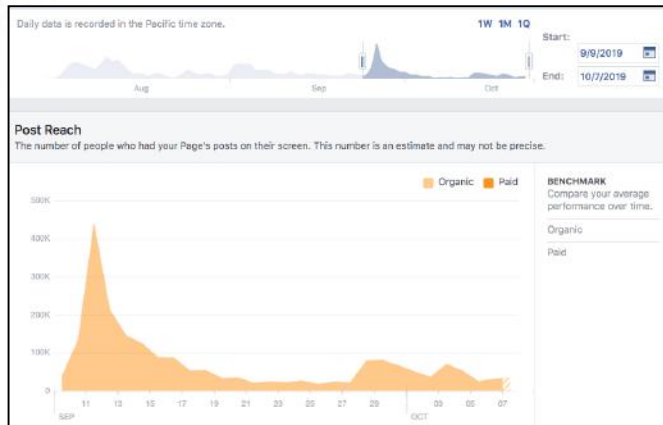 Daily data is recorded in the Pacific time zone.
1W 1M 1Q
Start:
9/9/2019
End: 10/7/2019
Aug Sep Oct
Post Reach
The number of people who had your Page's posts on their screen. This number is an estimate and may not be precise.
Organic Paid
BENCHMARK
Compare your average
performance over time.
Organic
Paid
500K
400K
300K
200K
100K
0
11 13 15 17 19 21 23 25 27 29 03 05 07
SEP OCT